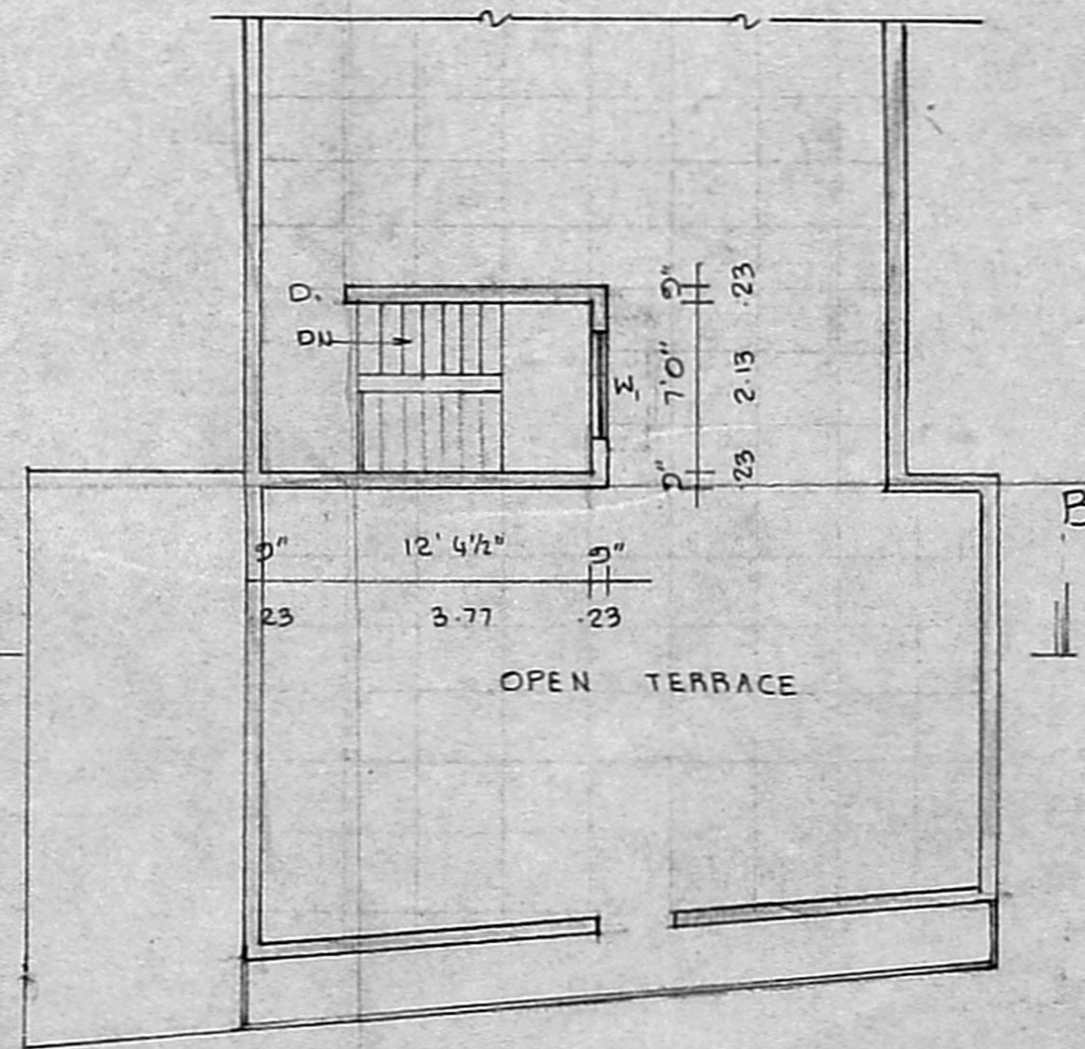 D.
DN
9" .23
7'0" 2.13
9" .23
W
B
9" 12' 4½" 9"
.23 3.77 .23
OPEN TERRACE